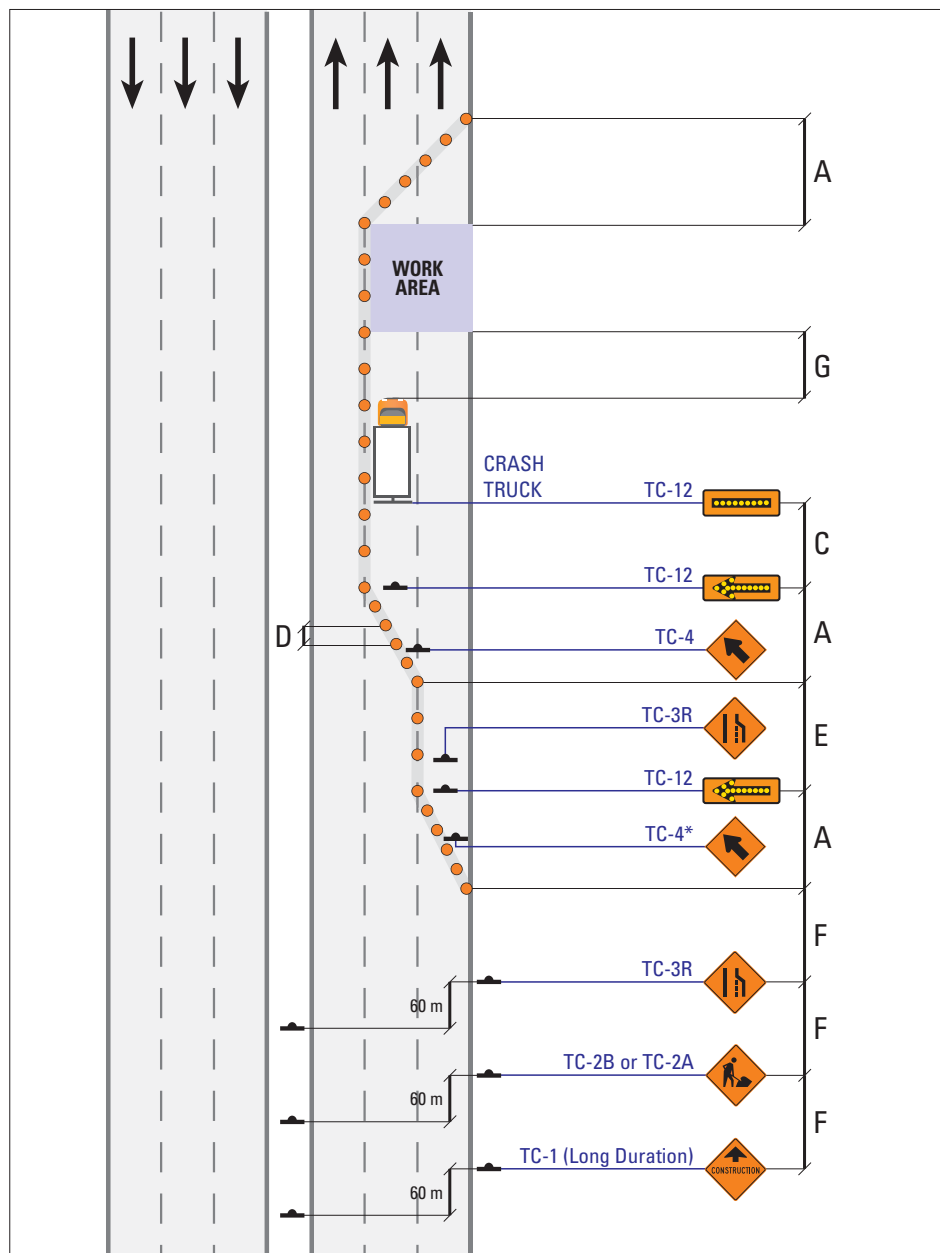 A
WORK
AREA
G
CRASH
TRUCK
TC-12
C
TC-12
D
TC-4
A
TC-3R
E
TC-12
TC-4*
A
F
TC-3R
60 m
F
TC-2B or TC-2A
60 m
F
TC-1 (Long Duration)
CONSTRUCTION
60 m